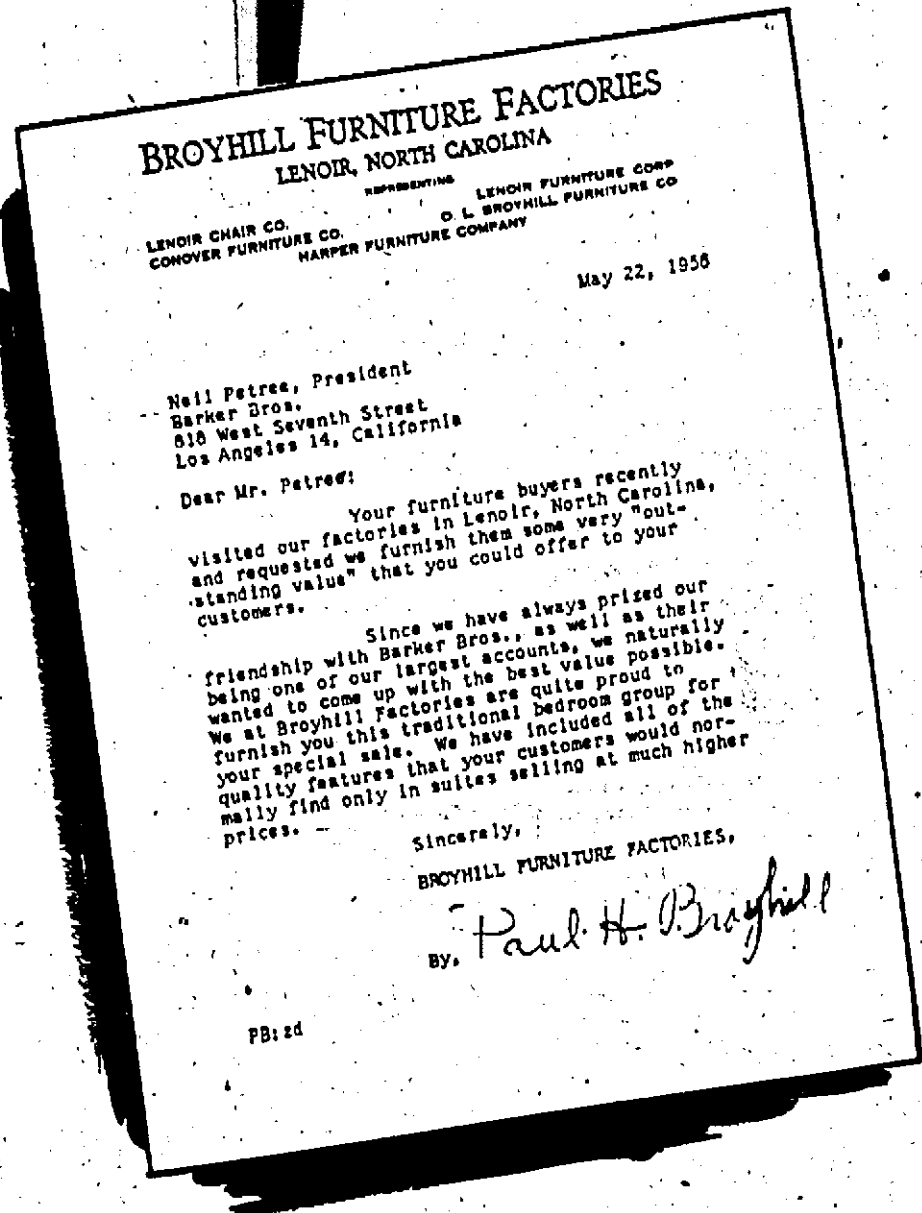 BROYHILL FURNITURE FACTORIES
LENOIR, NORTH CAROLINA
REPRESENTING
LENOIR CHAIR CO. LENOIR FURNITURE CORP
CONOVER FURNITURE CO. O. L. BROYHILL FURNITURE CO
HARPER FURNITURE COMPANY
May 22, 1956
Neil Petree, President
Barker Bros.
818 West Seventh Street
Los Angeles 14, California
Dear Mr. Petree:
Your furniture buyers recently
visited our factories in Lenoir, North Carolina,
and requested we furnish them some very "out-
standing value" that you could offer to your
customers.
Since we have always prized our
friendship with Barker Bros., as well as their
being one of our largest accounts, we naturally
wanted to come up with the best value possible.
We at Broyhill Factories are quite proud to
furnish you this traditional bedroom group for
your special sale. We have included all of the
quality features that your customers would nor-
mally find only in suites selling at much higher
prices.
Sincerely,
BROYHILL FURNITURE FACTORIES,
By, Paul H. Broyhill
PB:zd